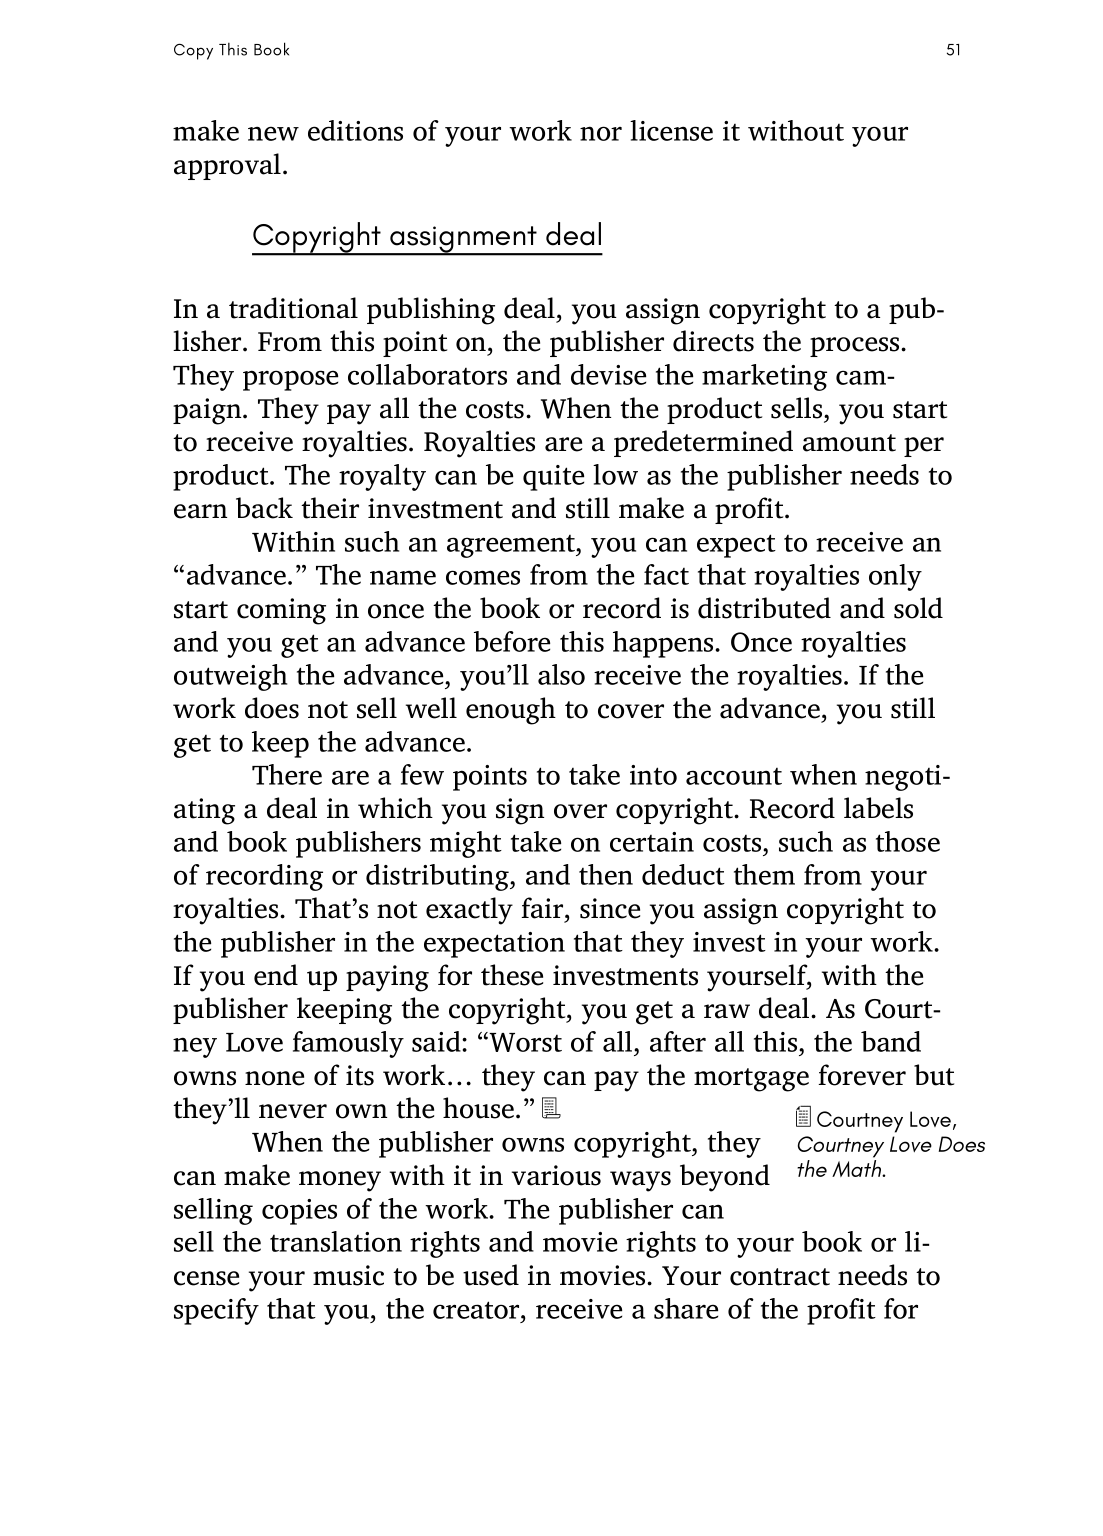 Copy This Book 51
make new editions of your work nor license it without your
approval.
Copyright assignment deal
In a traditional publishing deal, you assign copyright to a pub-
lisher. From this point on, the publisher directs the process.
They propose collaborators and devise the marketing cam-
paign. They pay all the costs. When the product sells, you start
to receive royalties. Royalties are a predetermined amount per
product. The royalty can be quite low as the publisher needs to
earn back their investment and still make a profit.
Within such an agreement, you can expect to receive an
“advance.” The name comes from the fact that royalties only
start coming in once the book or record is distributed and sold
and you get an advance before this happens. Once royalties
outweigh the advance, you’ll also receive the royalties. If the
work does not sell well enough to cover the advance, you still
get to keep the advance.
There are a few points to take into account when negoti-
ating a deal in which you sign over copyright. Record labels
and book publishers might take on certain costs, such as those
of recording or distributing, and then deduct them from your
royalties. That’s not exactly fair, since you assign copyright to
the publisher in the expectation that they invest in your work.
If you end up paying for these investments yourself, with the
publisher keeping the copyright, you get a raw deal. As Court-
ney Love famously said: “Worst of all, after all this, the band
owns none of its work… they can pay the mortgage forever but
they’ll never own the house.”
When the publisher owns copyright, they
can make money with it in various ways beyond
selling copies of the work. The publisher can
sell the translation rights and movie rights to your book or li-
cense your music to be used in movies. Your contract needs to
specify that you, the creator, receive a share of the profit for
Courtney Love,
Courtney Love Does
the Math.